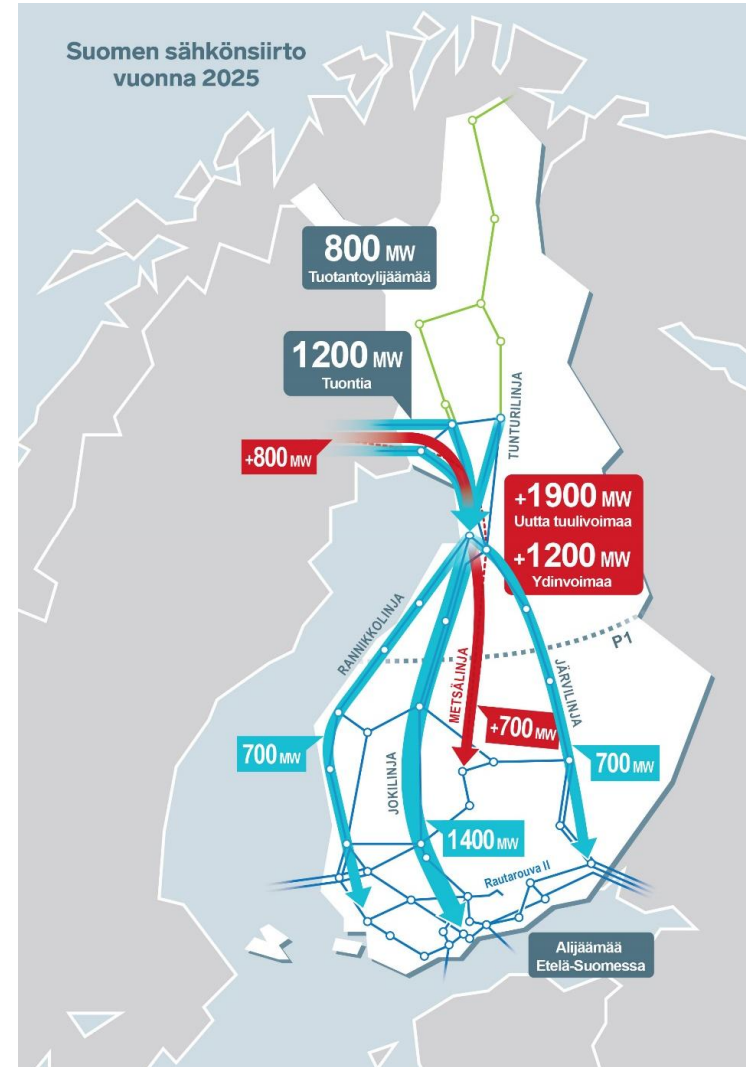 Suomen sähkönsiirto
vuonna 2025
800 MW
Tuotantoylijäämää
1200 MW
Tuontia
TUNTURILINJA
+800 MW
+1900 MW
Uutta tuulivoimaa
+1200 MW
Ydinvoimaa
RANNIKKOLINJA
P1
METSÄLINJA
JÄRVILINJA
+700 MW
700 MW
700 MW
JOKILINJA
1400 MW
Rautarouva II
Alijäämää
Etelä-Suomessa